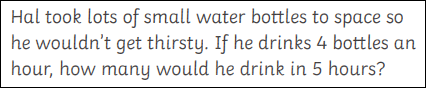 Hal took lots of small water bottles to space so
he wouldn't get thirsty. If he drinks 4 bottles an
hour, how many would he drink in 5 hours?